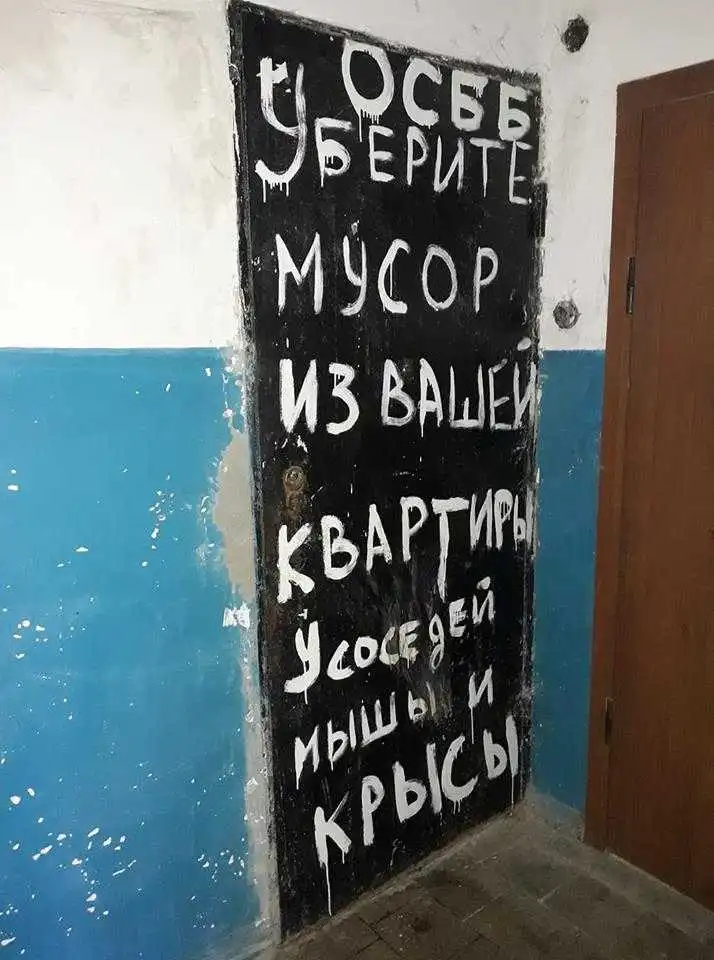 ОСББ
УБЕРИТЕ
МУСОР
ИЗ ВАШЕЙ
КВАРТИРЫ
У СОСЕДЕЙ
МЫШЫ И
КРЫСЫ